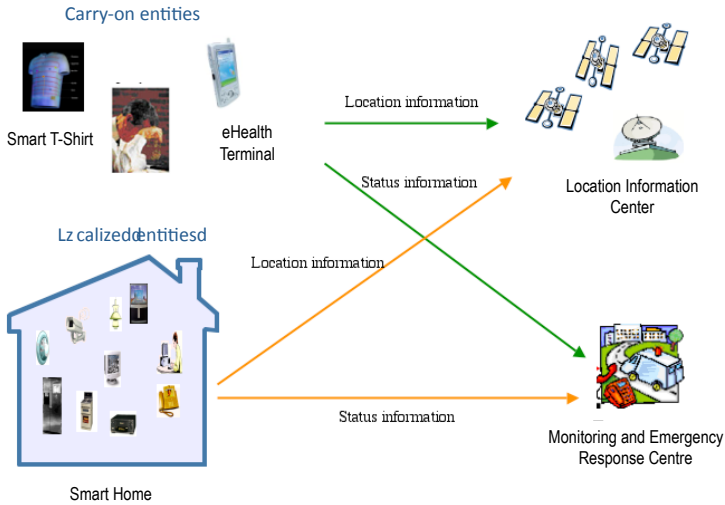 Carry-on entities
Smart T-Shirt
eHealth
Terminal
Location information
Status information
Location Information
Center
Lz calizeddentitiesd
Location information
Status information
Monitoring and Emergency
Response Centre
Smart Home